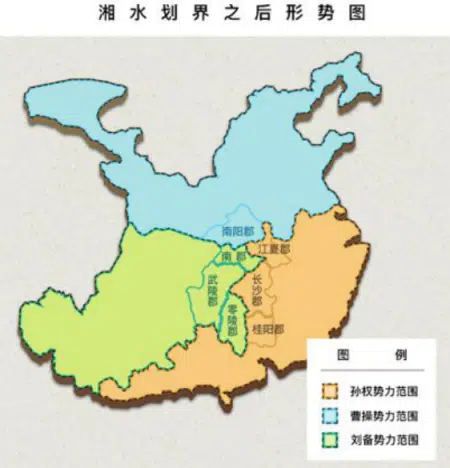 湘水划界之后形势图
南阳郡
南郡
江夏郡
武陵郡
长沙郡
零陵郡
桂阳郡
图例
孙权势力范围
曹操势力范围
刘备势力范围